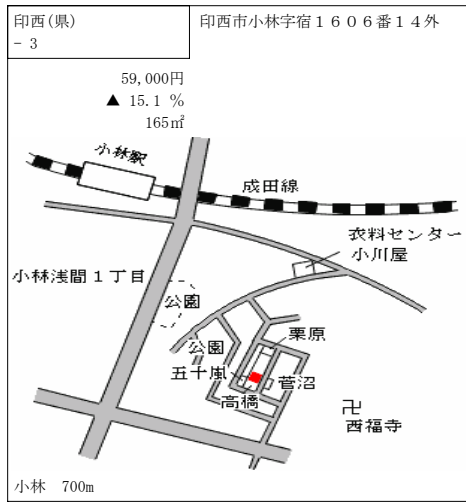 印西(県)
- 3
印西市小林字宿１６０６番１４外
59,000円
▲ 15.1 %
165㎡
小林駅
成田線
衣料センター
小川屋
小林浅間１丁目
公園
公園
栗原
五十嵐
菅沼
高橋
卍
西福寺
小林 700m